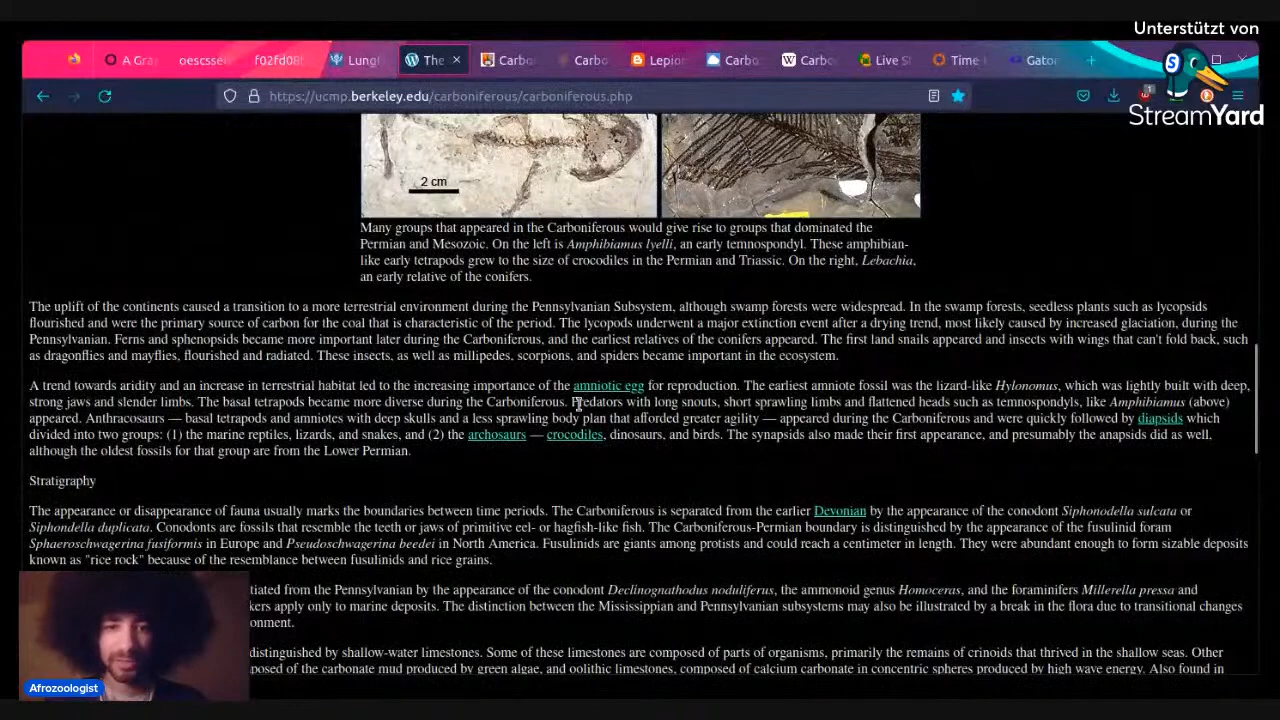 Unterstützt von
StreamYard
A Gra
oescsse
f02fd08
Lungf
The
Carbo
Carbo
Lepio
Carbo
Carbo
Live S
Time
Gator
https://ucmp.berkeley.edu/carboniferous/carboniferous.php
2 cm
Many groups that appeared in the Carboniferous would give rise to groups that dominated the
Permian and Mesozoic. On the left is Amphibiamus lyelli, an early temnospondyl. These amphibian-
like early tetrapods grew to the size of crocodiles in the Permian and Triassic. On the right, Lebachia,
an early relative of the conifers.
The uplift of the continents caused a transition to a more terrestrial environment during the Pennsylvanian Subsystem, although swamp forests were widespread. In the swamp forests, seedless plants such as lycopsids
flourished and were the primary source of carbon for the coal that is characteristic of the period. The lycopods underwent a major extinction event after a drying trend, most likely caused by increased glaciation, during the
Pennsylvanian. Ferns and sphenopsids became more important later during the Carboniferous, and the earliest relatives of the conifers appeared. The first land snails appeared and insects with wings that can't fold back, such
as dragonflies and mayflies, flourished and radiated. These insects, as well as millipedes, scorpions, and spiders became important in the ecosystem.
A trend towards aridity and an increase in terrestrial habitat led to the increasing importance of the amniotic egg for reproduction. The earliest amniote fossil was the lizard-like Hylonomus, which was lightly built with deep,
strong jaws and slender limbs. The basal tetrapods became more diverse during the Carboniferous. Predators with long snouts, short sprawling limbs and flattened heads such as temnospondyls, like Amphibamus (above)
appeared. Anthracosaurs — basal tetrapods and amniotes with deep skulls and a less sprawling body plan that afforded greater agility — appeared during the Carboniferous and were quickly followed by diapsids which
divided into two groups: (1) the marine reptiles, lizards, and snakes, and (2) the archosaurs — crocodiles, dinosaurs, and birds. The synapsids also made their first appearance, and presumably the anapsids did as well,
although the oldest fossils for that group are from the Lower Permian.
Stratigraphy
The appearance or disappearance of fauna usually marks the boundaries between time periods. The Carboniferous is separated from the earlier Devonian by the appearance of the conodont Siphonodella sulcata or
Siphondella duplicata. Conodonts are fossils that resemble the teeth or jaws of primitive eel- or hagfish-like fish. The Carboniferous-Permian boundary is distinguished by the appearance of the fusulinid foram
Sphaeroschwagerina fusiformis in Europe and Pseudoschwagerina beedei in North America. Fusulinids are giants among protists and could reach a centimeter in length. They were abundant enough to form sizable deposits
known as "rice rock" because of the resemblance between fusulinids and rice grains.
tiated from the Pennsylvanian by the appearance of the conodont Declinognathodus noduliferus, the ammonoid genus Homoceras, and the foraminifers Millerella pressa and
kers apply only to marine deposits. The distinction between the Mississippian and Pennsylvanian subsystems may also be illustrated by a break in the flora due to transitional changes
onment.
distinguished by shallow-water limestones. Some of these limestones are composed of parts of organisms, primarily the remains of crinoids that thrived in the shallow seas. Other
posed of the carbonate mud produced by green algae, and oolithic limestones, composed of calcium carbonate in concentric spheres produced by high wave energy. Also found in
Afrozoologist